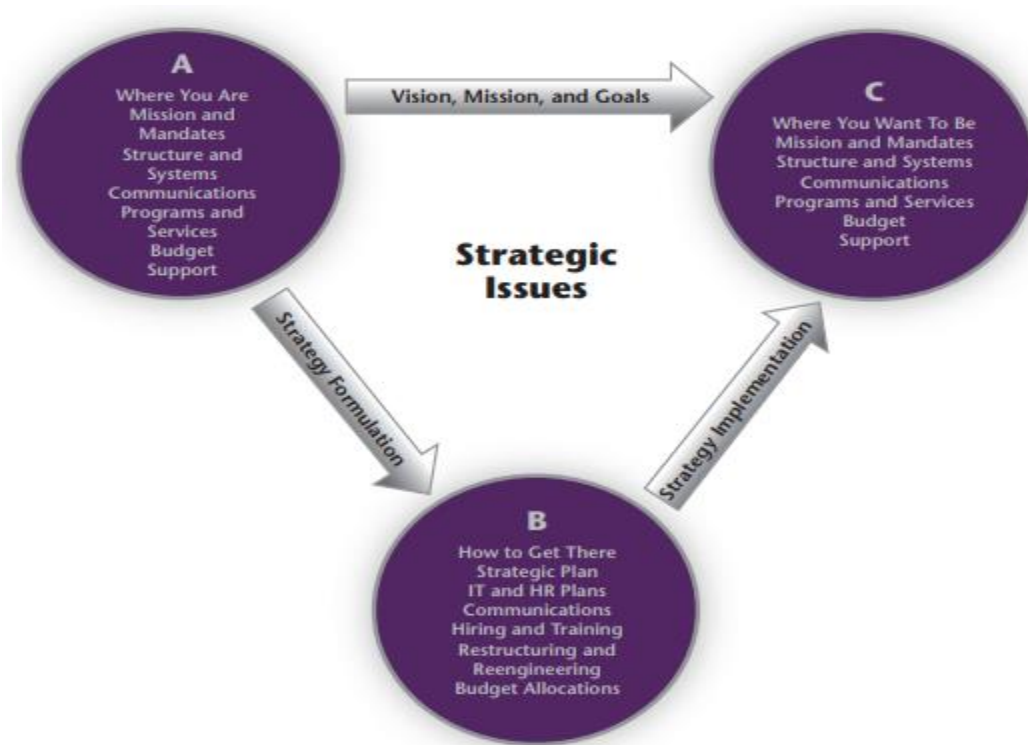 A
Where You Are
Mission and
Mandates
Structure and
Systems
Communications
Programs and
Services
Budget
Support
Vision, Mission, and Goals
C
Where You Want To Be
Mission and Mandates
Structure and Systems
Communications
Programs and Services
Budget
Support
Strategic
Issues
Strategy Formulation
Strategy Implementation
B
How to Get There
Strategic Plan
IT and HR Plans
Communications
Hiring and Training
Restructuring and
Reengineering
Budget Allocations